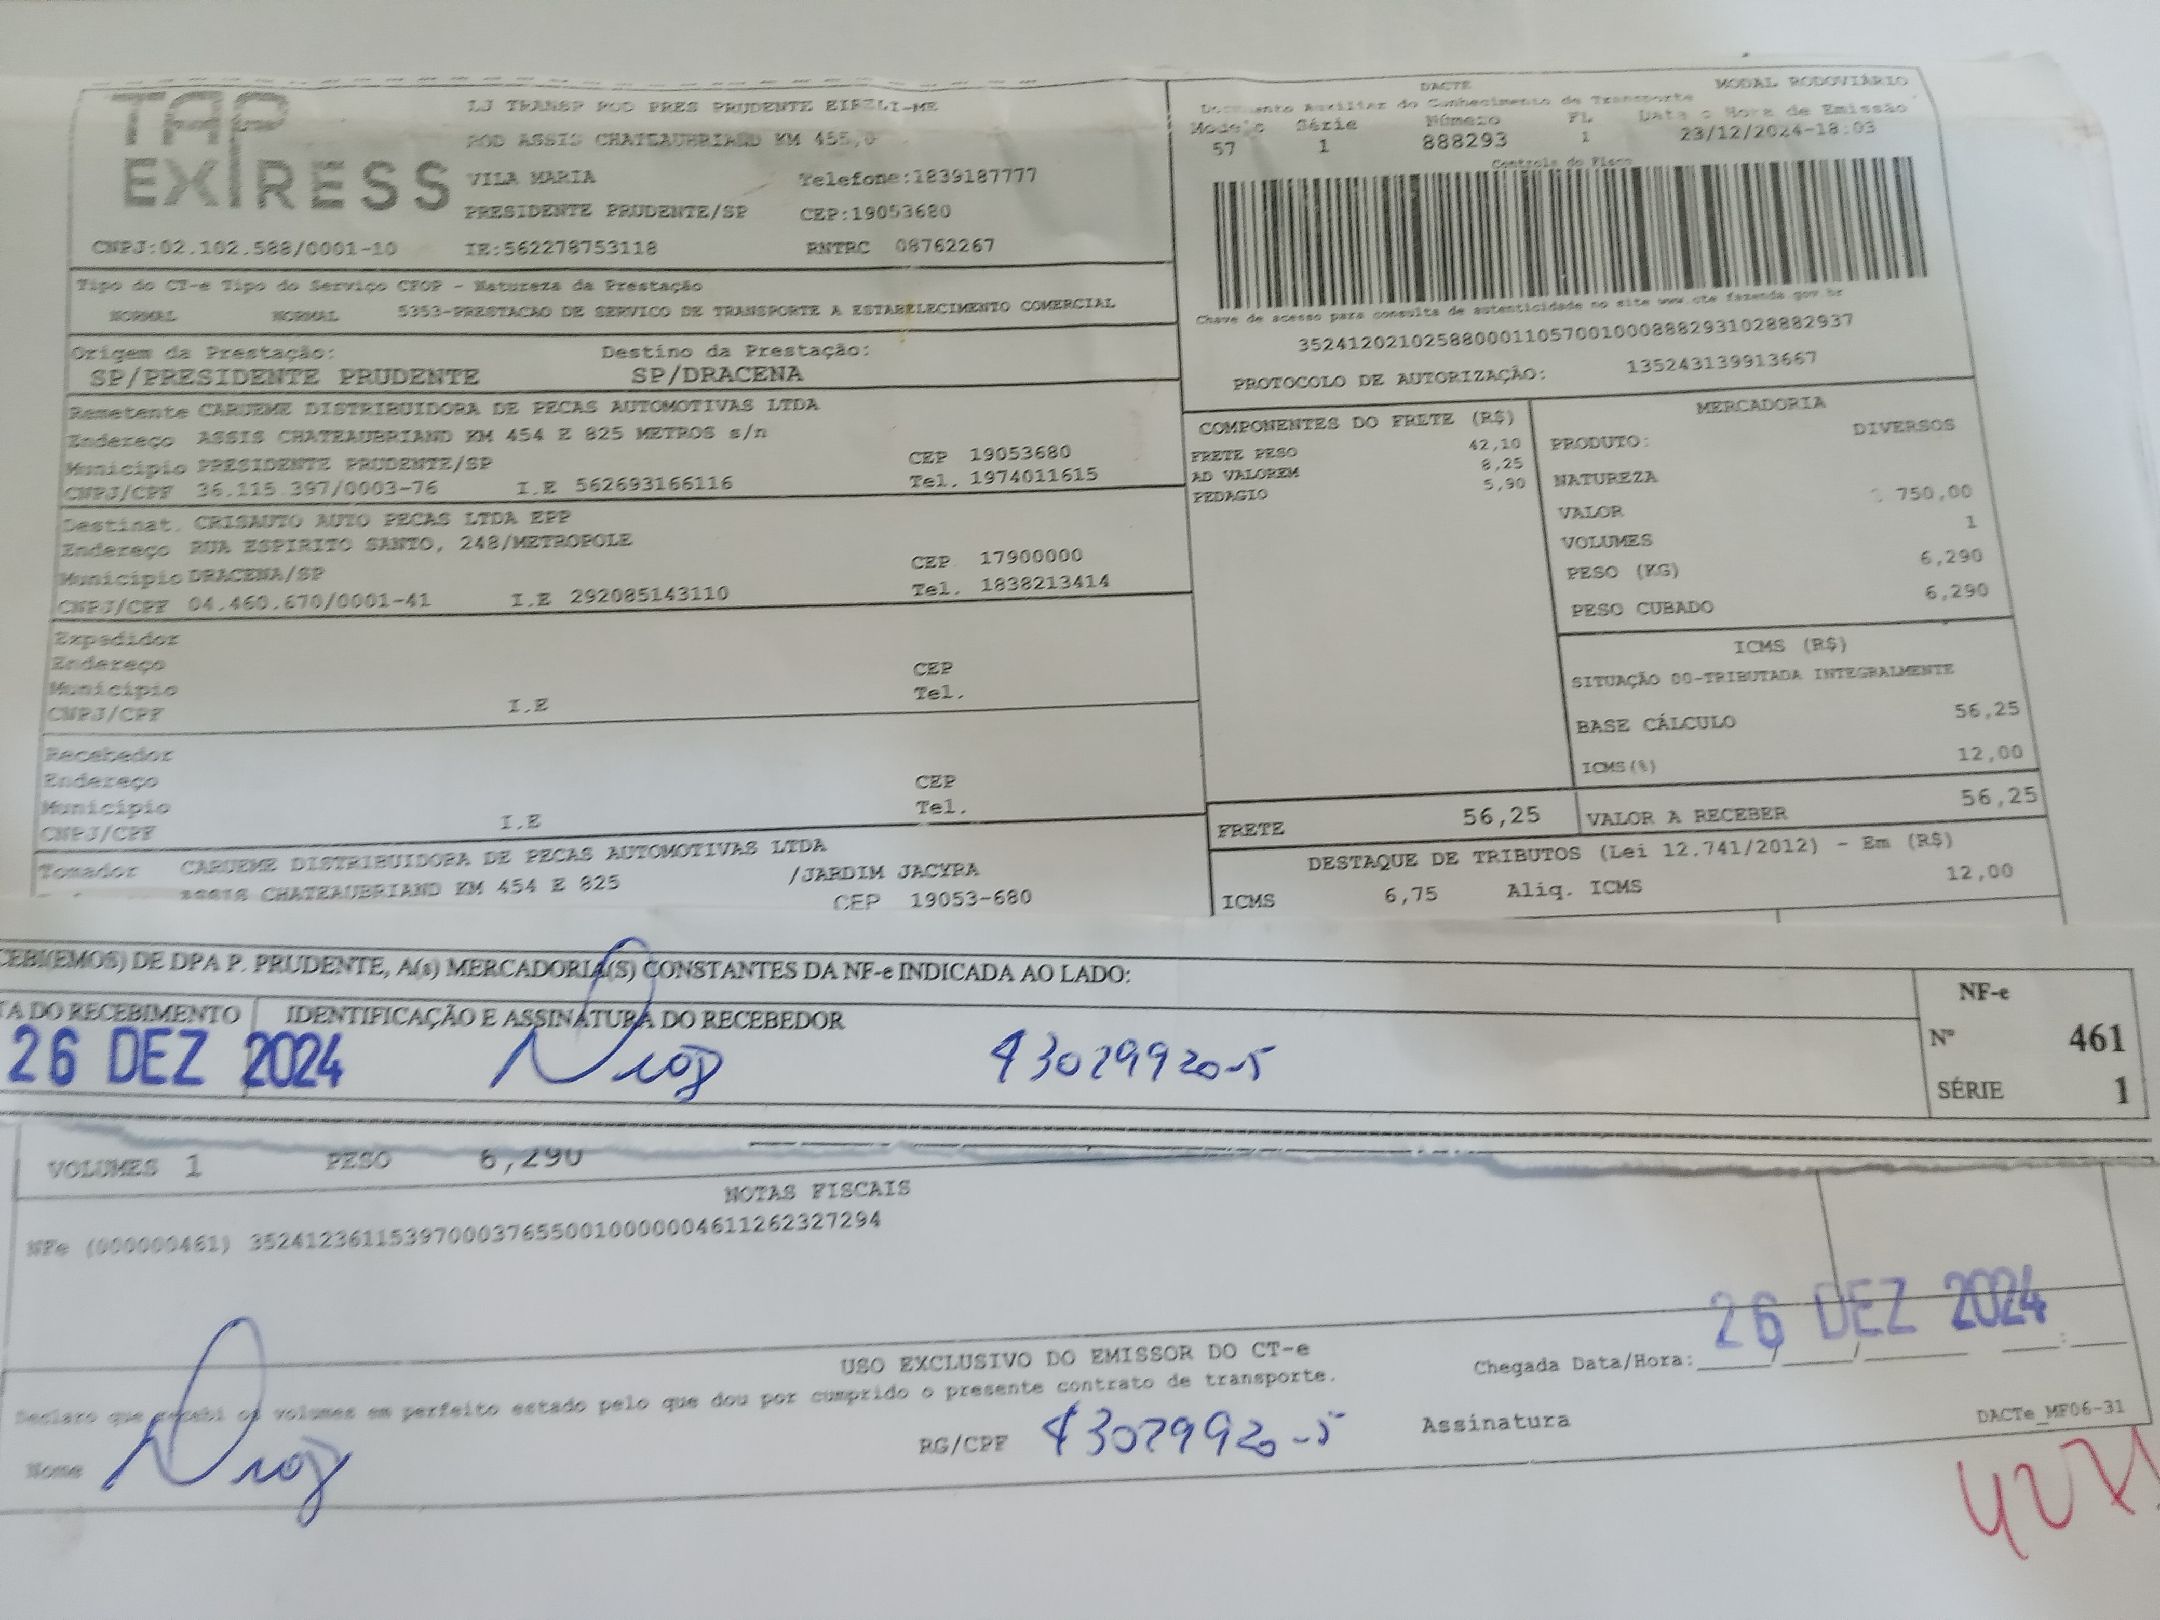 TAP EXPRESS
LJ TRANSP ROD PRES PRUDENTE EIRELI-ME
ROD ASSIS CHATEAUBRIAND KM 455,0
VILA MARIA Telefone:1839187777
PRESIDENTE PRUDENTE/SP CEP:19053680
CNPJ:02.102.588/0001-10 IE:562278753118 RNTRC 08762267
DACTE MODAL RODOVIÁRIO
Documento Auxiliar do Conhecimento de Transporte
Modelo Série Número FL Data e Hora de Emissão
57 1 888293 1 23/12/2024-18:03
Controle do Fisco
Chave de acesso para consulta de autenticidade no site www.cte fazenda.gov.br
35241202102588000110570010008882931028882937
PROTOCOLO DE AUTORIZAÇÃO: 135243139913667
Tipo do CT-e Tipo do Serviço CFOP - Natureza da Prestação
NORMAL NORMAL 5353-PRESTACAO DE SERVICO DE TRANSPORTE A ESTABELECIMENTO COMERCIAL
Origem da Prestação: Destino da Prestação:
SP/PRESIDENTE PRUDENTE SP/DRACENA
Remetente CARUEME DISTRIBUIDORA DE PECAS AUTOMOTIVAS LTDA
Endereço ASSIS CHATEAUBRIAND KM 454 E 825 METROS s/n
Município PRESIDENTE PRUDENTE/SP CEP 19053680
CNPJ/CPF 36.115.397/0003-76 I.E 562693166116 Tel. 1974011615
Destinat. CRISAUTO AUTO PECAS LTDA EPP
Endereço RUA ESPIRITO SANTO, 248/METROPOLE
Município DRACENA/SP CEP 17900000
CNPJ/CPF 04.460.670/0001-41 I.E 292085143110 Tel. 1838213414
Expedidor
Endereço CEP
Município Tel.
CNPJ/CPF I.E
Recebedor
Endereço CEP
Município Tel.
CNPJ/CPF I.E
Tomador CARUEME DISTRIBUIDORA DE PECAS AUTOMOTIVAS LTDA
ASSIS CHATEAUBRIAND KM 454 E 825 /JARDIM JACYRA
CEP 19053-680
COMPONENTES DO FRETE (R$)
FRETE PESO 42,10
AD VALOREM 8,25
PEDAGIO 5,90
MERCADORIA
PRODUTO: DIVERSOS
NATUREZA
VALOR 750,00
VOLUMES 1
PESO (KG) 6,290
PESO CUBADO 6,290
ICMS (R$)
SITUAÇÃO 00-TRIBUTADA INTEGRALMENTE
BASE CÁLCULO 56,25
ICMS(%) 12,00
FRETE 56,25 VALOR A RECEBER 56,25
DESTAQUE DE TRIBUTOS (Lei 12.741/2012) - Em (R$)
ICMS 6,75 Aliq. ICMS 12,00
CEBI(EMOS) DE DPA P. PRUDENTE, A(s) MERCADORIA(S) CONSTANTES DA NF-e INDICADA AO LADO:
TA DO RECEBIMENTO IDENTIFICAÇÃO E ASSINATURA DO RECEBEDOR
26 DEZ 2024 43029920-5
NF-e
Nº 461
SÉRIE 1
VOLUMES 1 PESO 6,290
NOTAS FISCAIS
NFe (000000461) 35241236115397000376550010000004611262327294
26 DEZ 2024
USO EXCLUSIVO DO EMISSOR DO CT-e Chegada Data/Hora:____/____/______ ___:___
Declaro que recebi os volumes em perfeito estado pelo que dou por cumprido o presente contrato de transporte.
Nome RG/CPF 43029920-5 Assinatura
DACTe_MF06-31